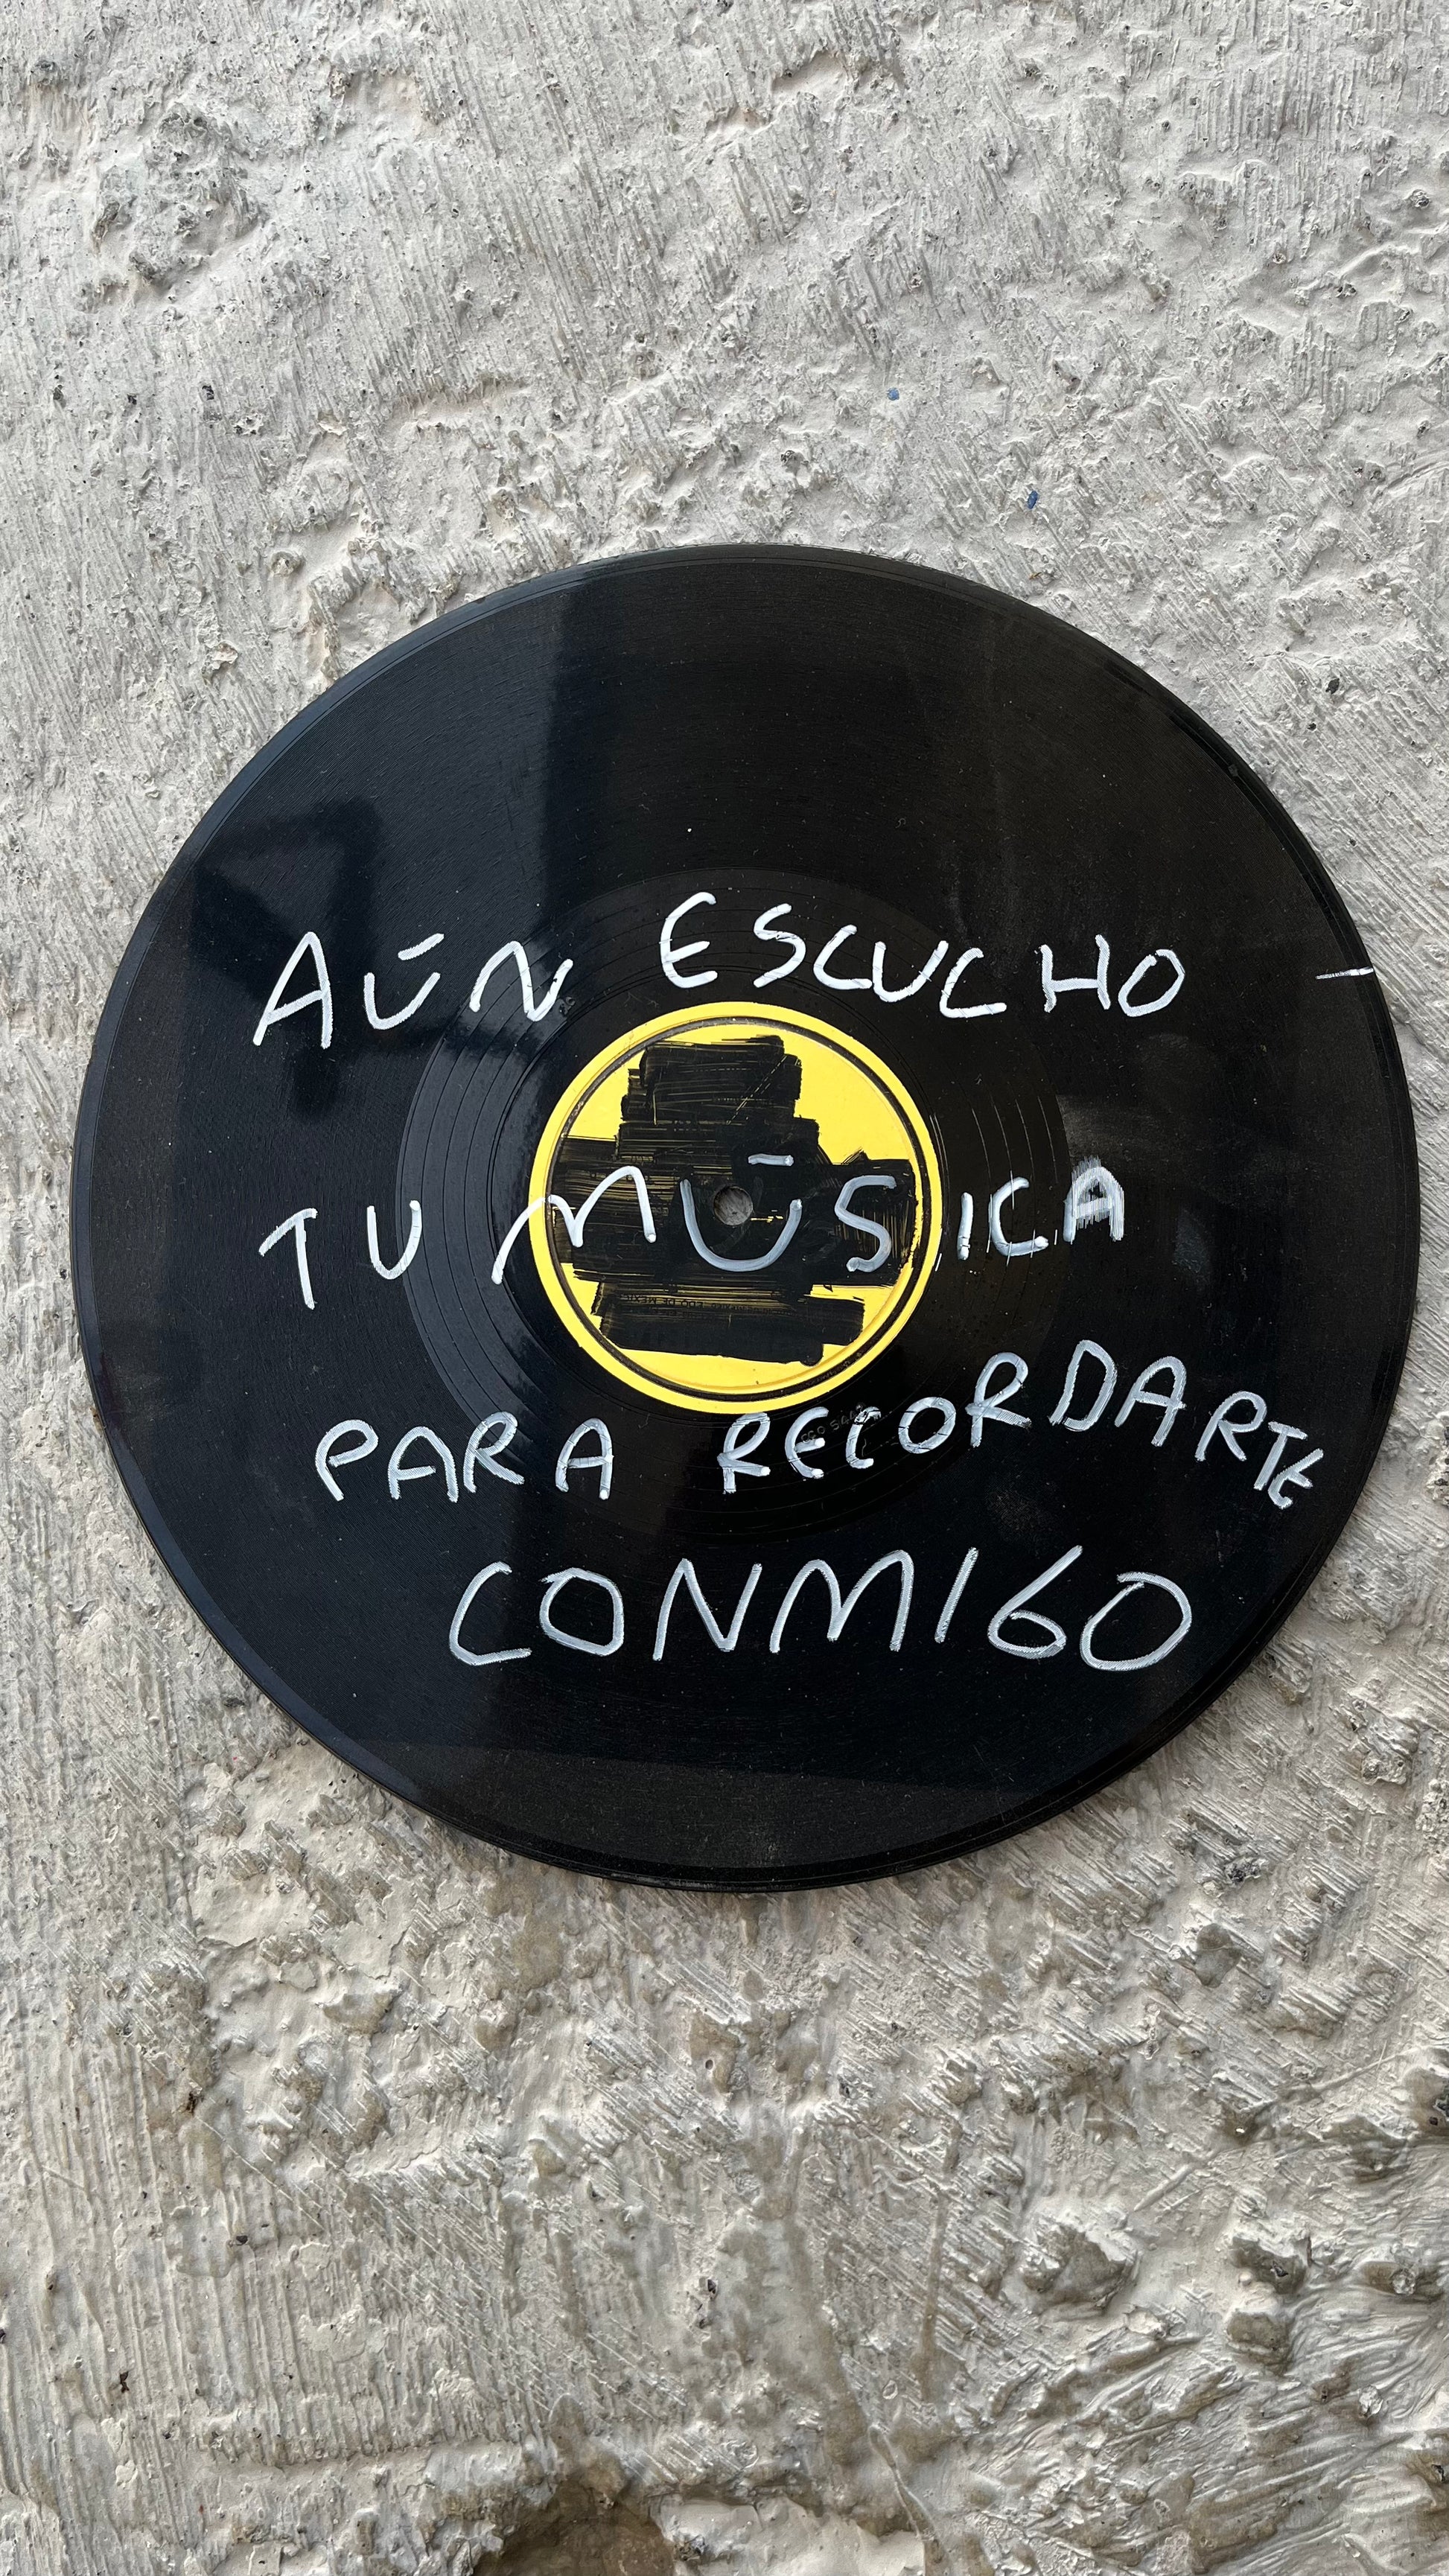 AÚN ESCUCHO
TU MÚSICA
PARA RECORDARTE
CONMIGO